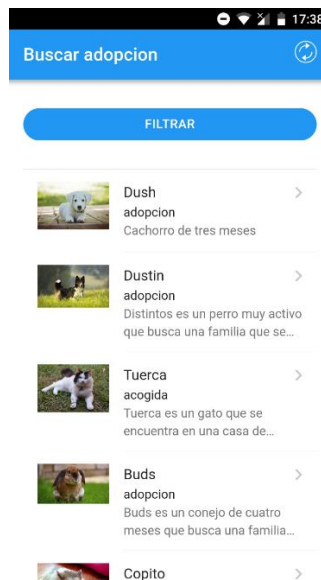 17:38
Buscar adopcion
FILTRAR
Dush
adopcion
Cachorro de tres meses
Dustin
adopcion
Distintos es un perro muy activo
que busca una familia que se...
Tuerca
acogida
Tuerca es un gato que se
encuentra en una casa de...
Buds
adopcion
Buds es un conejo de cuatro
meses que busca una familia...
Copito